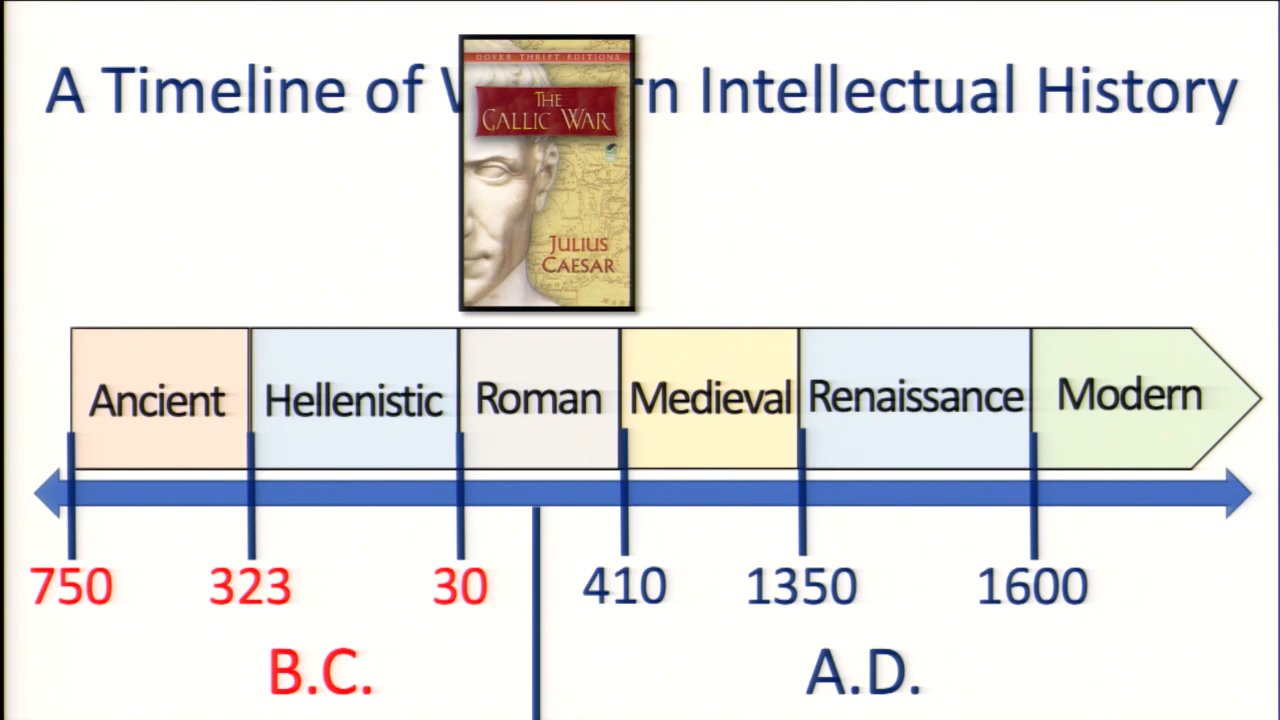 A Timeline of rn Intellectual History
DOVER THRIFT EDITIONS
THE
GALLIC WAR
JULIUS
CAESAR
Ancient Hellenistic Roman Medieval Renaissance Modern
750 323 30 410 1350 1600
B.C. A.D.